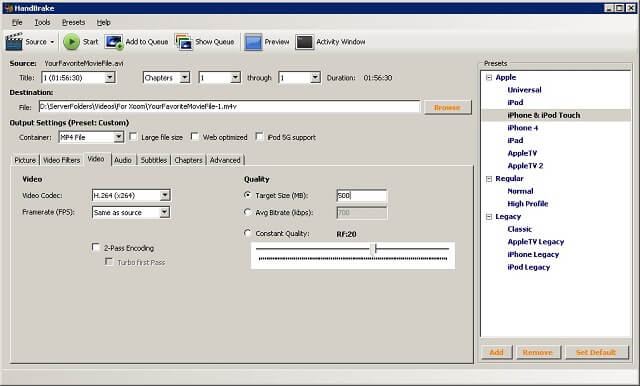 HandBrake
File Tools Presets Help
Source Start Add to Queue Show Queue Preview Activity Window
Source: YourFavoriteMovieFile.avi
Title: 1 (01:56:30) Chapters 1 through 1 Duration: 01:56:30
Destination:
File: D:\ServerFolders\Videos\For Xoom\YourFavoriteMovieFile-1.m4v Browse
Output Settings (Preset: Custom)
Container: MP4 File Large file size Web optimized iPod 5G support
Picture Video Filters Video Audio Subtitles Chapters Advanced
Video
Video Codec: H.264 (x264)
Framerate (FPS): Same as source
2-Pass Encoding
Turbo first Pass
Quality
Target Size (MB): 500
Avg Bitrate (kbps): 700
Constant Quality: RF:20
Presets
Apple
Universal
iPod
iPhone & iPod Touch
iPhone 4
iPad
AppleTV
AppleTV 2
Regular
Normal
High Profile
Legacy
Classic
AppleTV Legacy
iPhone Legacy
iPod Legacy
Add Remove Set Default